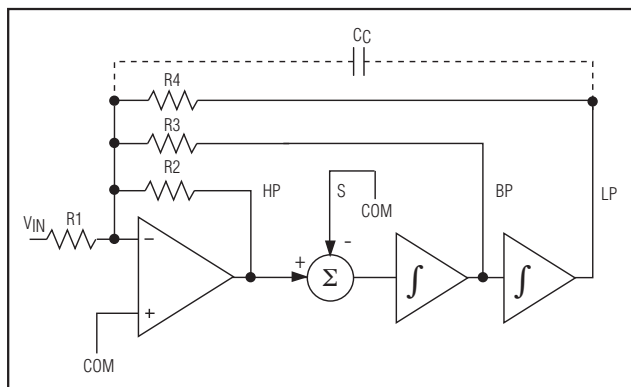 CC
R4
R3
R2
HP
S
COM
BP
LP
VIN
R1
−
+
COM
+
-
Σ
∫
∫